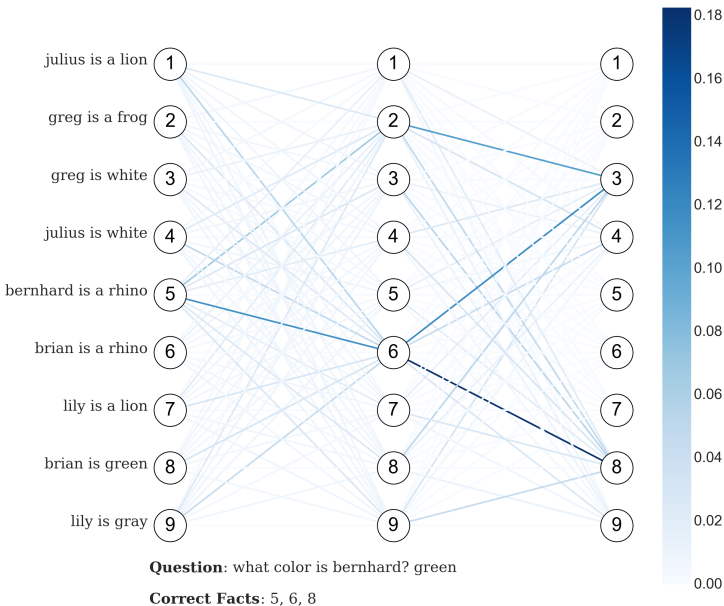 0.18
julius is a lion 1 1 1
0.16
greg is a frog 2 2 2
0.14
greg is white 3 3 3
0.12
julius is white 4 4 4
0.10
bernhard is a rhino 5 5 5
0.08
brian is a rhino 6 6 6
0.06
lily is a lion 7 7 7
0.04
brian is green 8 8 8
0.02
lily is gray 9 9 9
Question: what color is bernhard? green
0.00
Correct Facts: 5, 6, 8